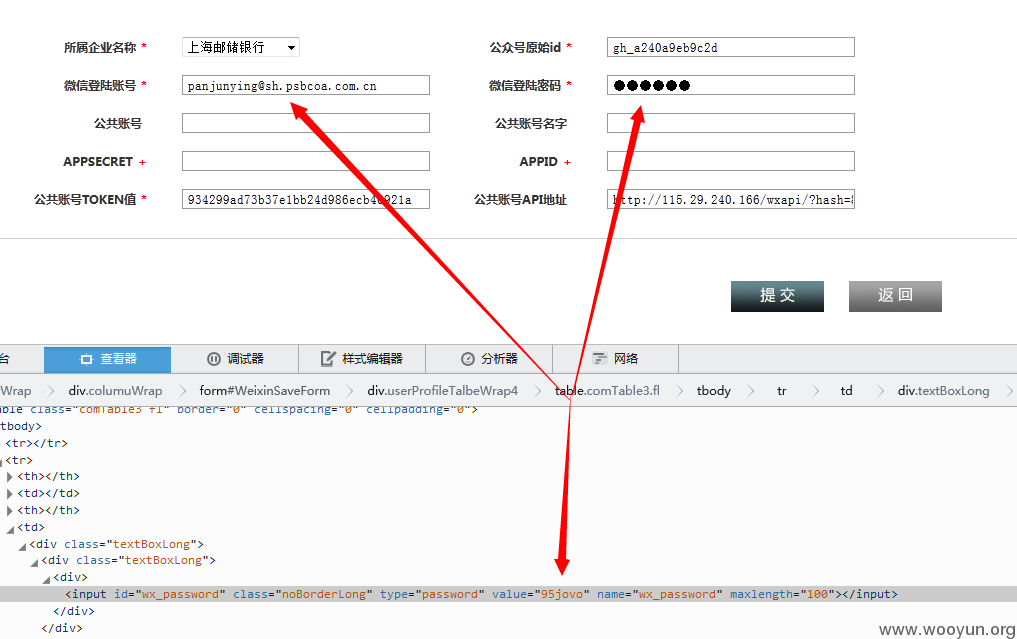 所属企业名称 * 上海邮储银行 公众号原始id * gh_a240a9eb9c2d
微信登陆账号 * panjunying@sh.psbcoa.com.cn 微信登陆密码 * ●●●●●●
公共账号 公共账号名字
APPSECRET + APPID +
公共账号TOKEN值 * 公共账号API地址 http://115.29.240.166/wxapi/?hash=
提 交 返 回
台 查看器 调试器 样式编辑器 分析器 网络
Wrap div.columuWrap form#WeixinSaveForm div.userProfileTalbeWrap4 table.comTable3.fl tbody tr td div.textBoxLong
able class="comTable3 fl" border="0" cellspacing="0" cellpadding="0">
tbody>
<tr></tr>
<tr>
<th></th>
<td></td>
<th></th>
<td>
<div class="textBoxLong">
<div class="textBoxLong">
<div>
<input id="wx_password" class="noBorderLong" type="password" value="95jovo" name="wx_password" maxlength="100"></input>
</div>
</div>
www.wooyun.org